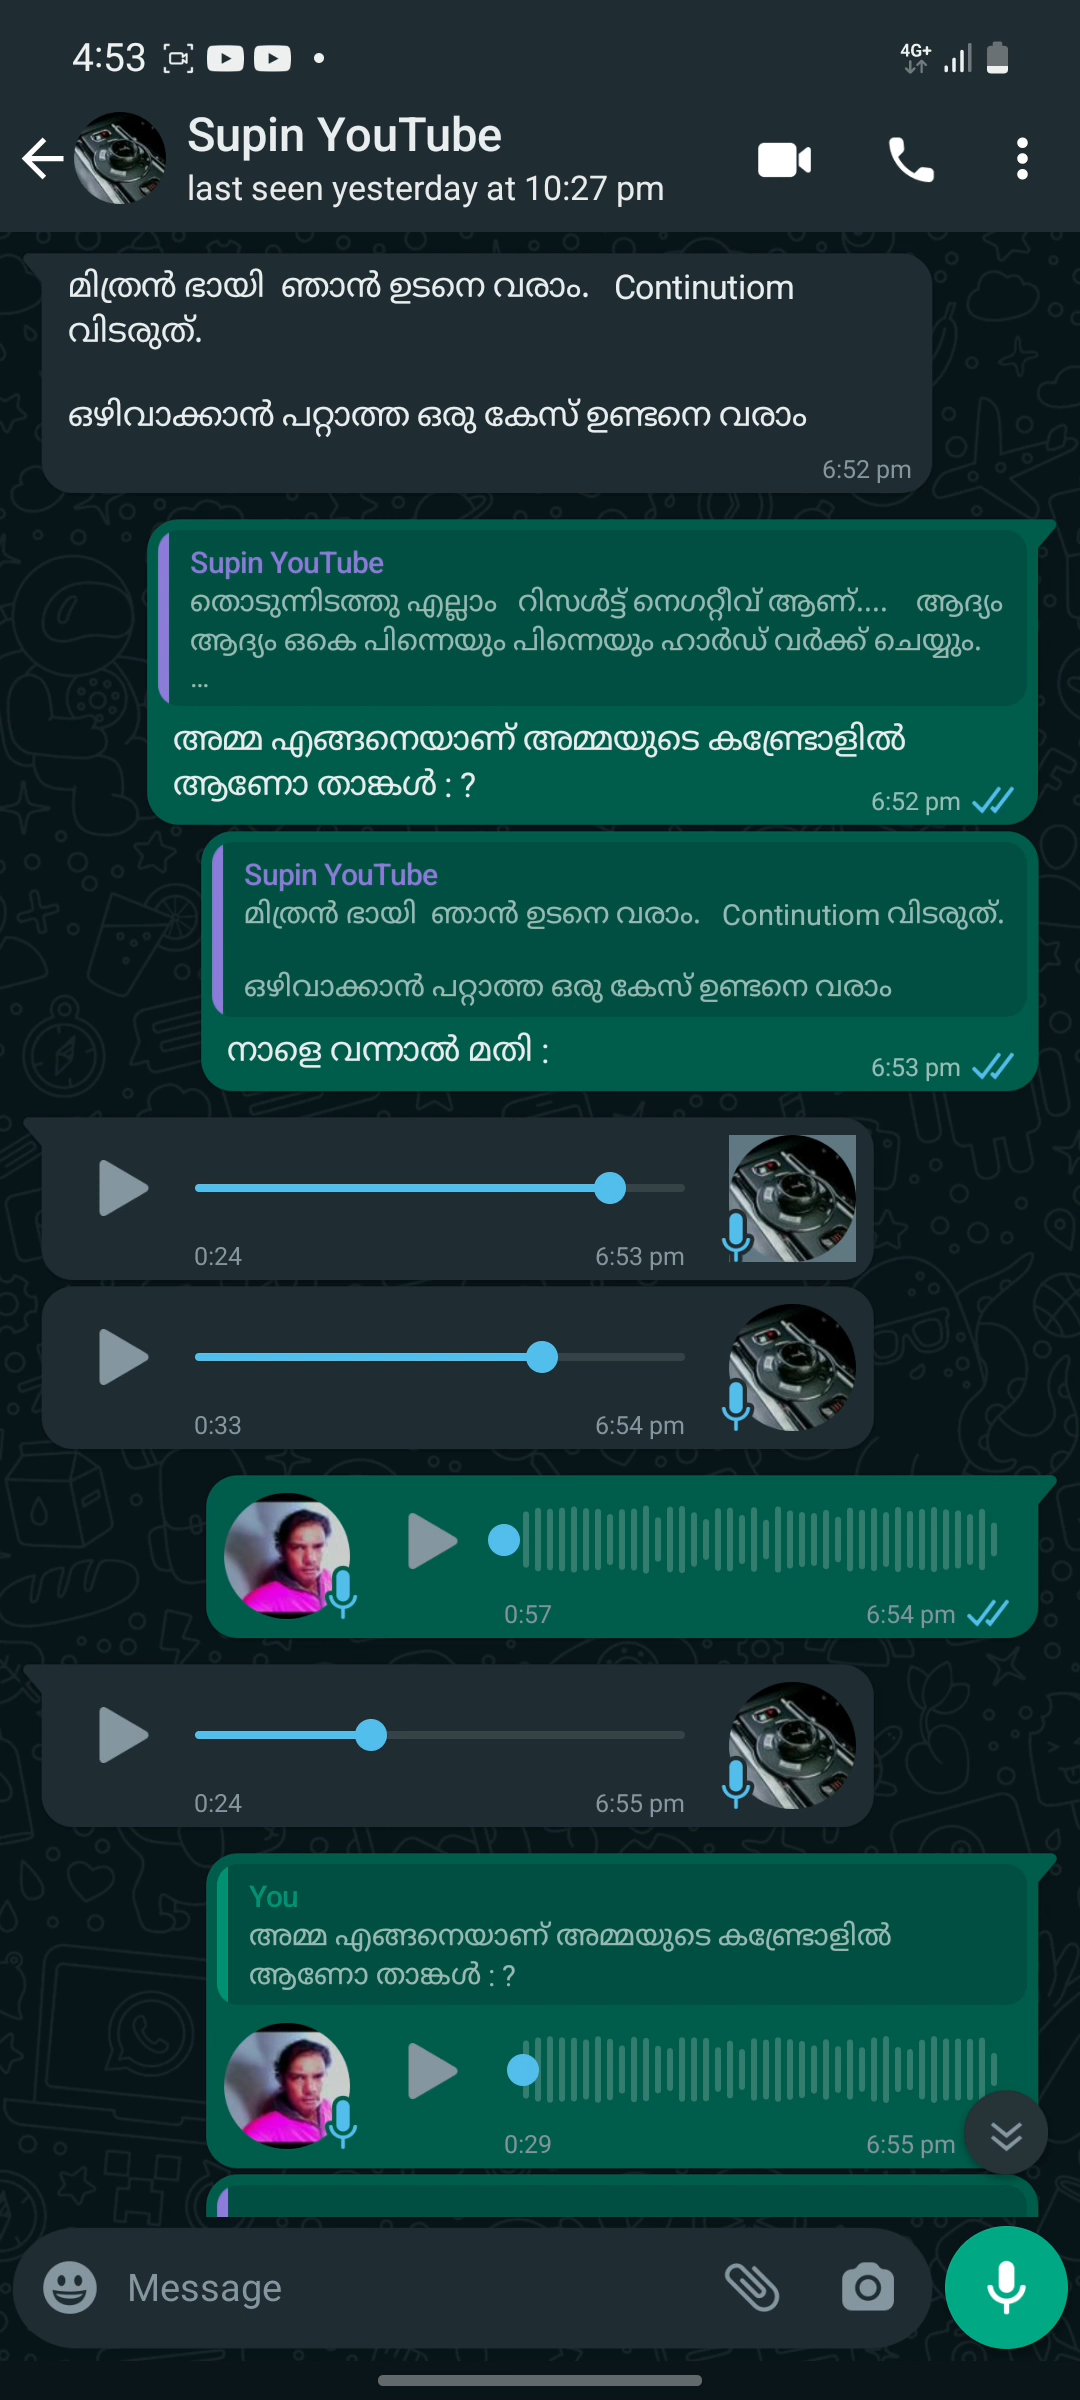 4:53
4G+
Supin YouTube
last seen yesterday at 10:27 pm
മിത്രൻ ഭായി ഞാൻ ഉടനെ വരാം. Continutiom
വിടരുത്.
ഒഴിവാക്കാൻ പറ്റാത്ത ഒരു കേസ് ഉണ്ടനെ വരാം
6:52 pm
Supin YouTube
തൊടുന്നിടത്തു എല്ലാം റിസൾട്ട് നെഗറ്റീവ് ആണ്.... ആദ്യം
ആദ്യം ഒകെ പിന്നെയും പിന്നെയും ഹാർഡ് വർക്ക് ചെയ്യും.
...
അമ്മ എങ്ങനെയാണ് അമ്മയുടെ കണ്ട്രോളിൽ
ആണോ താങ്കൾ : ?
6:52 pm
Supin YouTube
മിത്രൻ ഭായി ഞാൻ ഉടനെ വരാം. Continutiom വിടരുത്.
ഒഴിവാക്കാൻ പറ്റാത്ത ഒരു കേസ് ഉണ്ടനെ വരാം
നാളെ വന്നാൽ മതി :
6:53 pm
0:24 6:53 pm
0:33 6:54 pm
0:57 6:54 pm
0:24 6:55 pm
You
അമ്മ എങ്ങനെയാണ് അമ്മയുടെ കണ്ട്രോളിൽ
ആണോ താങ്കൾ : ?
0:29 6:55 pm
Message